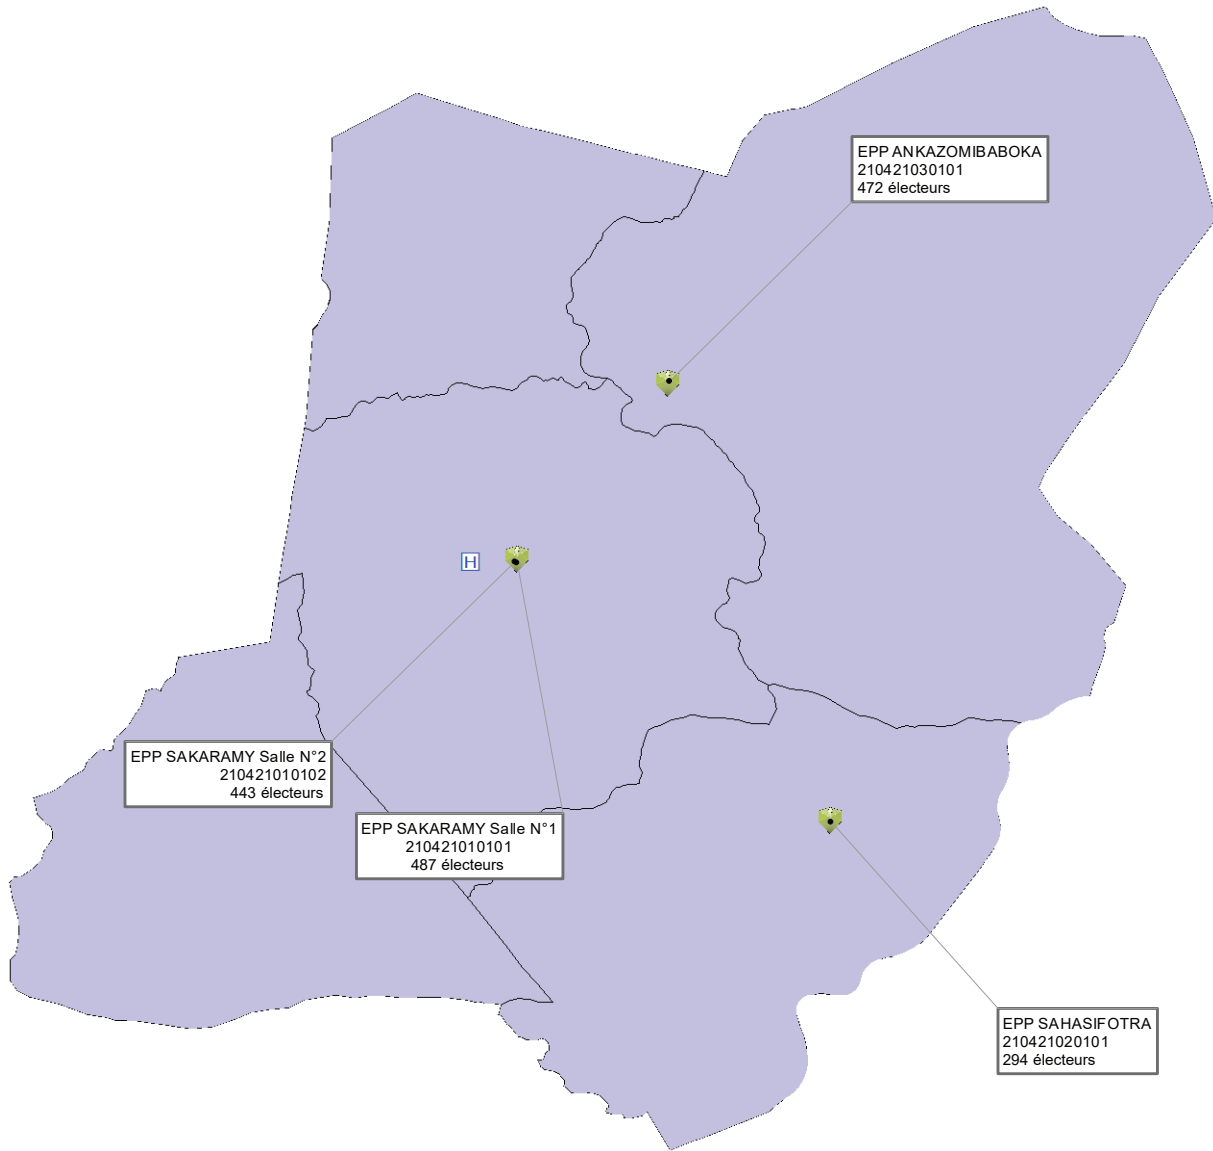 EPP ANKAZOMIBABOKA
210421030101
472 électeurs
H
EPP SAKARAMY Salle N°2
210421010102
443 électeurs
EPP SAKARAMY Salle N°1
210421010101
487 électeurs
EPP SAHASIFOTRA
210421020101
294 électeurs